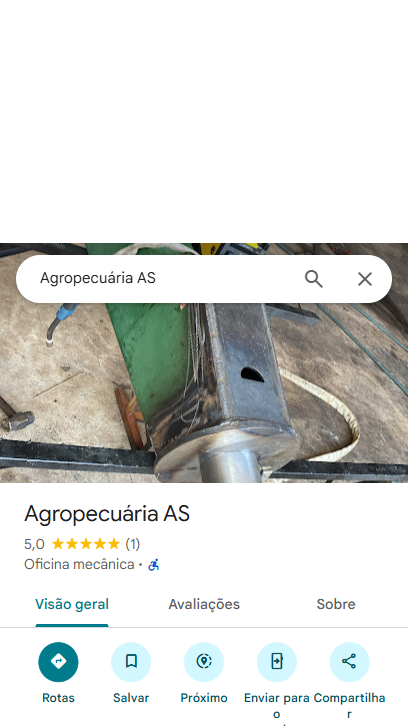 Agropecuária AS
Agropecuária AS
5,0 (1)
Oficina mecânica ·
Visão geral Avaliações Sobre
Rotas Salvar Próximo Enviar para o Compartilhar